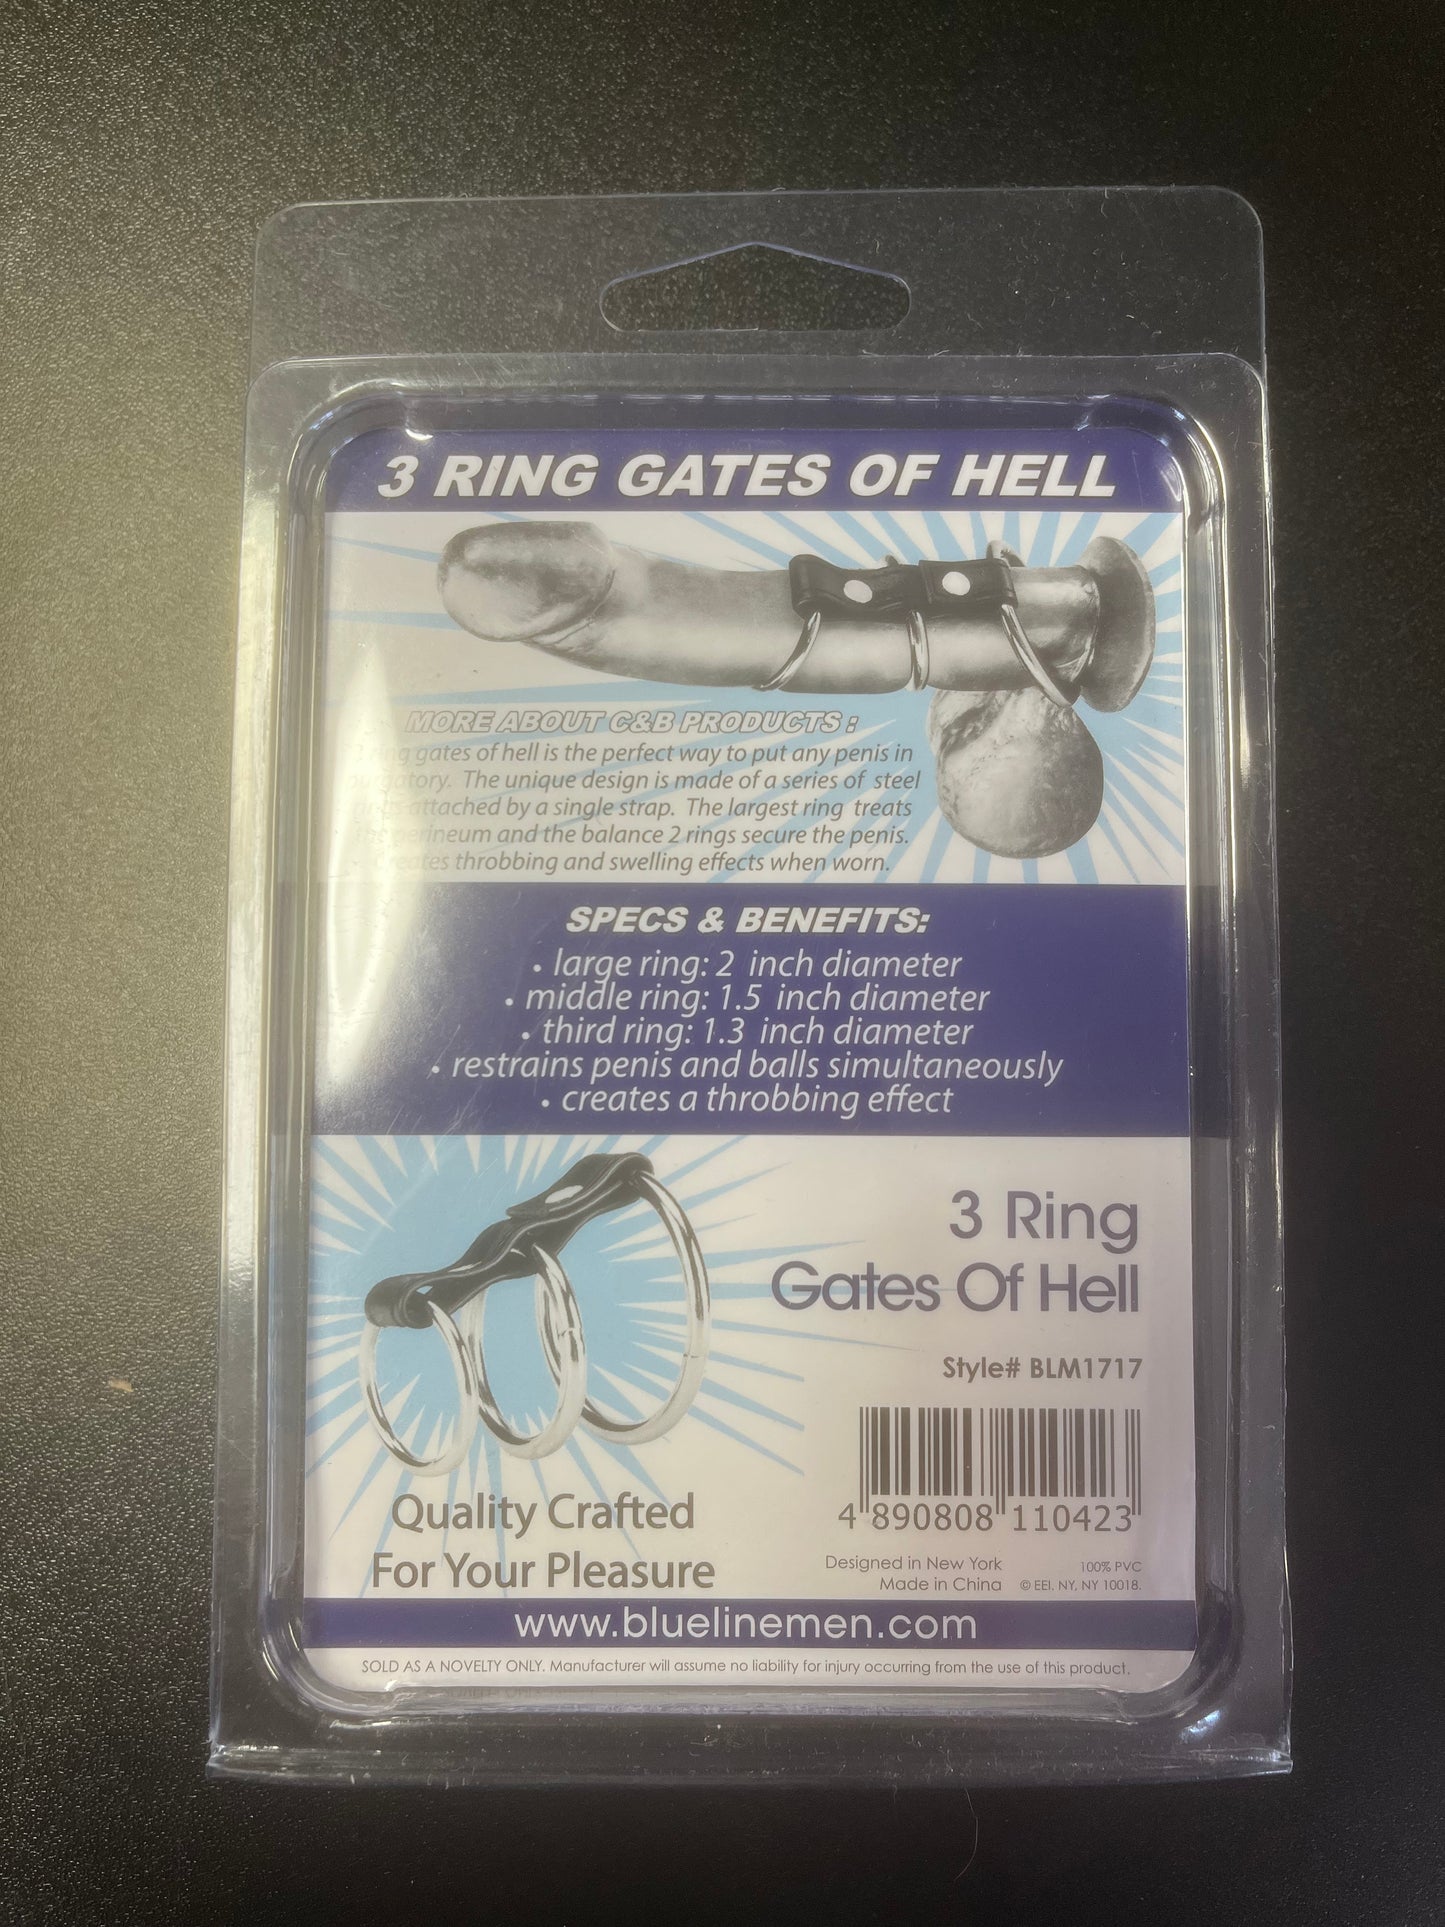 3 RING GATES OF HELL
MORE ABOUT C&B PRODUCTS :
ring gates of hell is the perfect way to put any penis in
purgatory. The unique design is made of a series of steel
attached by a single strap. The largest ring treats
the perineum and the balance 2 rings secure the penis.
creates throbbing and swelling effects when worn.
SPECS & BENEFITS:
• large ring: 2 inch diameter
• middle ring: 1.5 inch diameter
• third ring: 1.3 inch diameter
• restrains penis and balls simultaneously
• creates a throbbing effect
3 Ring
Gates Of Hell
Style# BLM1717
4 890808 110423
Quality Crafted
For Your Pleasure
Designed in New York 100% PVC
Made in China © EEI. NY, NY 10018.
www.bluelinemen.com
SOLD AS A NOVELTY ONLY. Manufacturer will assume no liability for injury occurring from the use of this product.